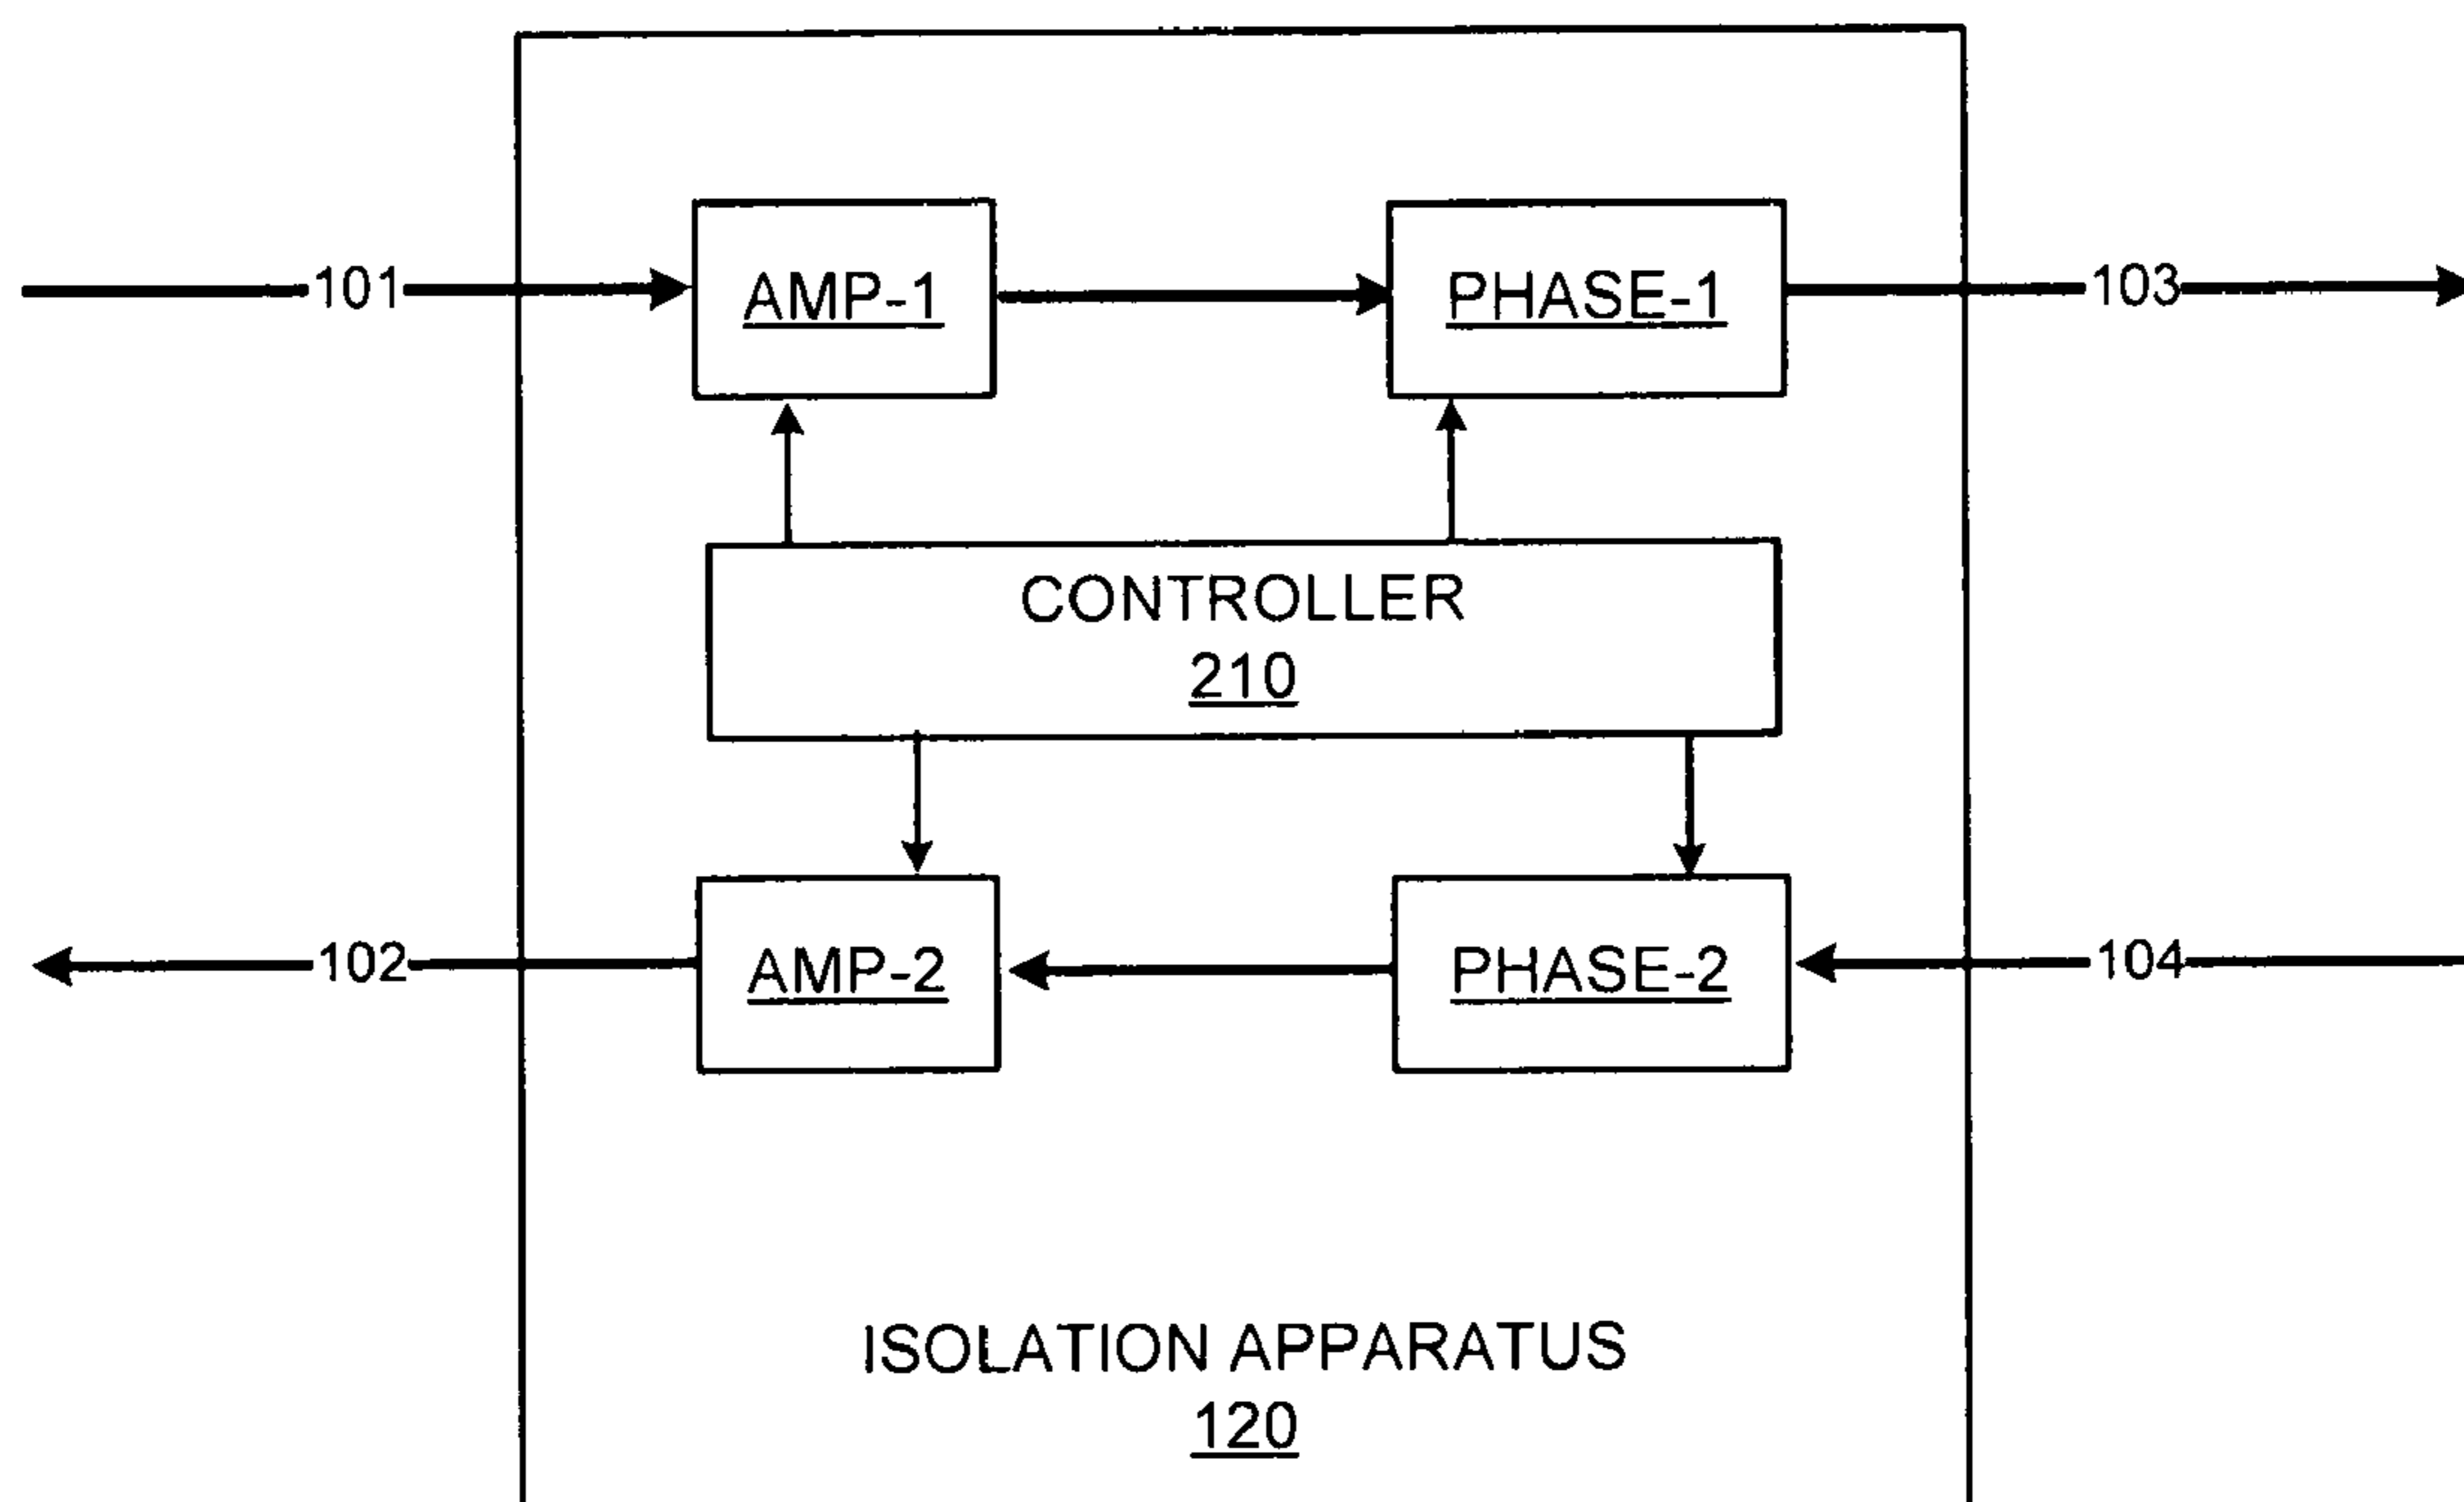 101
AMP-1
PHASE-1
103
CONTROLLER
210
102
AMP-2
PHASE-2
104
ISOLATION APPARATUS
120